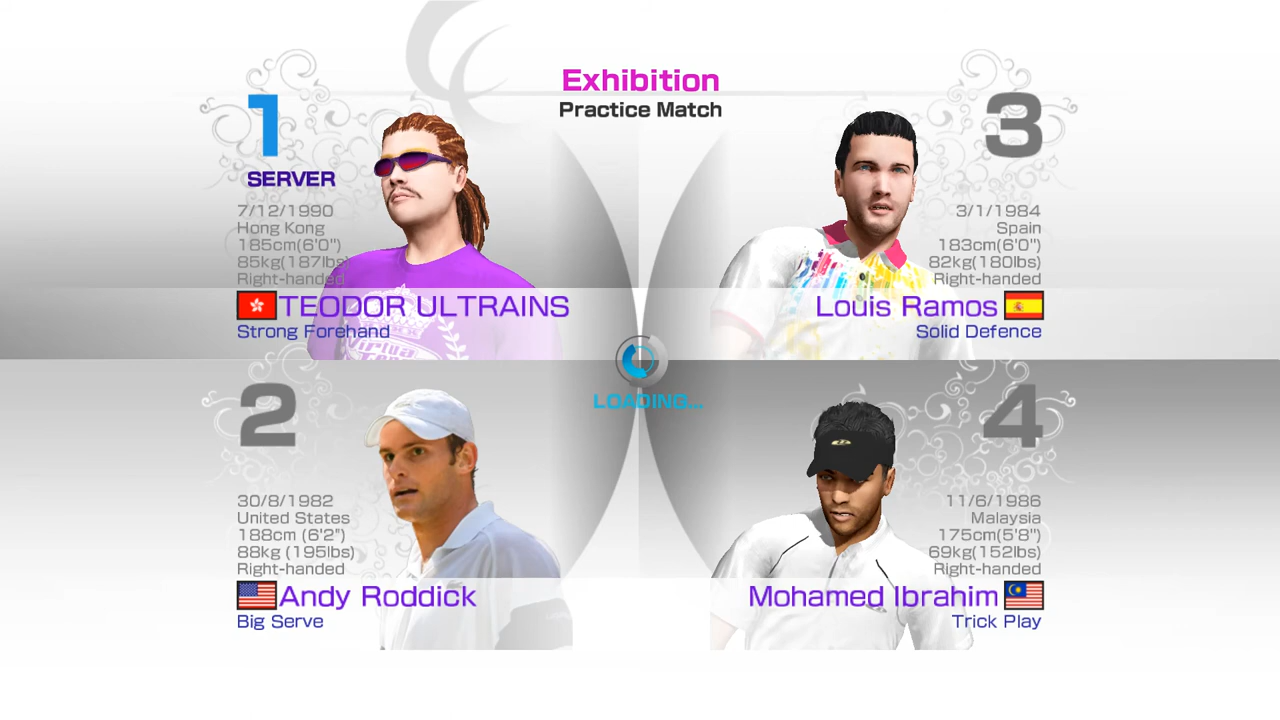 Exhibition
Practice Match
1
SERVER
7/12/1990
Hong Kong
185cm(6'0")
85kg(187lbs)
Right-handed
TEODOR ULTRAINS
Strong Forehand
3
3/1/1984
Spain
183cm(6'0")
82kg(180lbs)
Right-handed
Louis Ramos
Solid Defence
LOADING...
2
30/8/1982
United States
188cm (6'2")
88kg (195lbs)
Right-handed
Andy Roddick
Big Serve
4
11/6/1986
Malaysia
175cm(5'8")
69kg(152lbs)
Right-handed
Mohamed Ibrahim
Trick Play